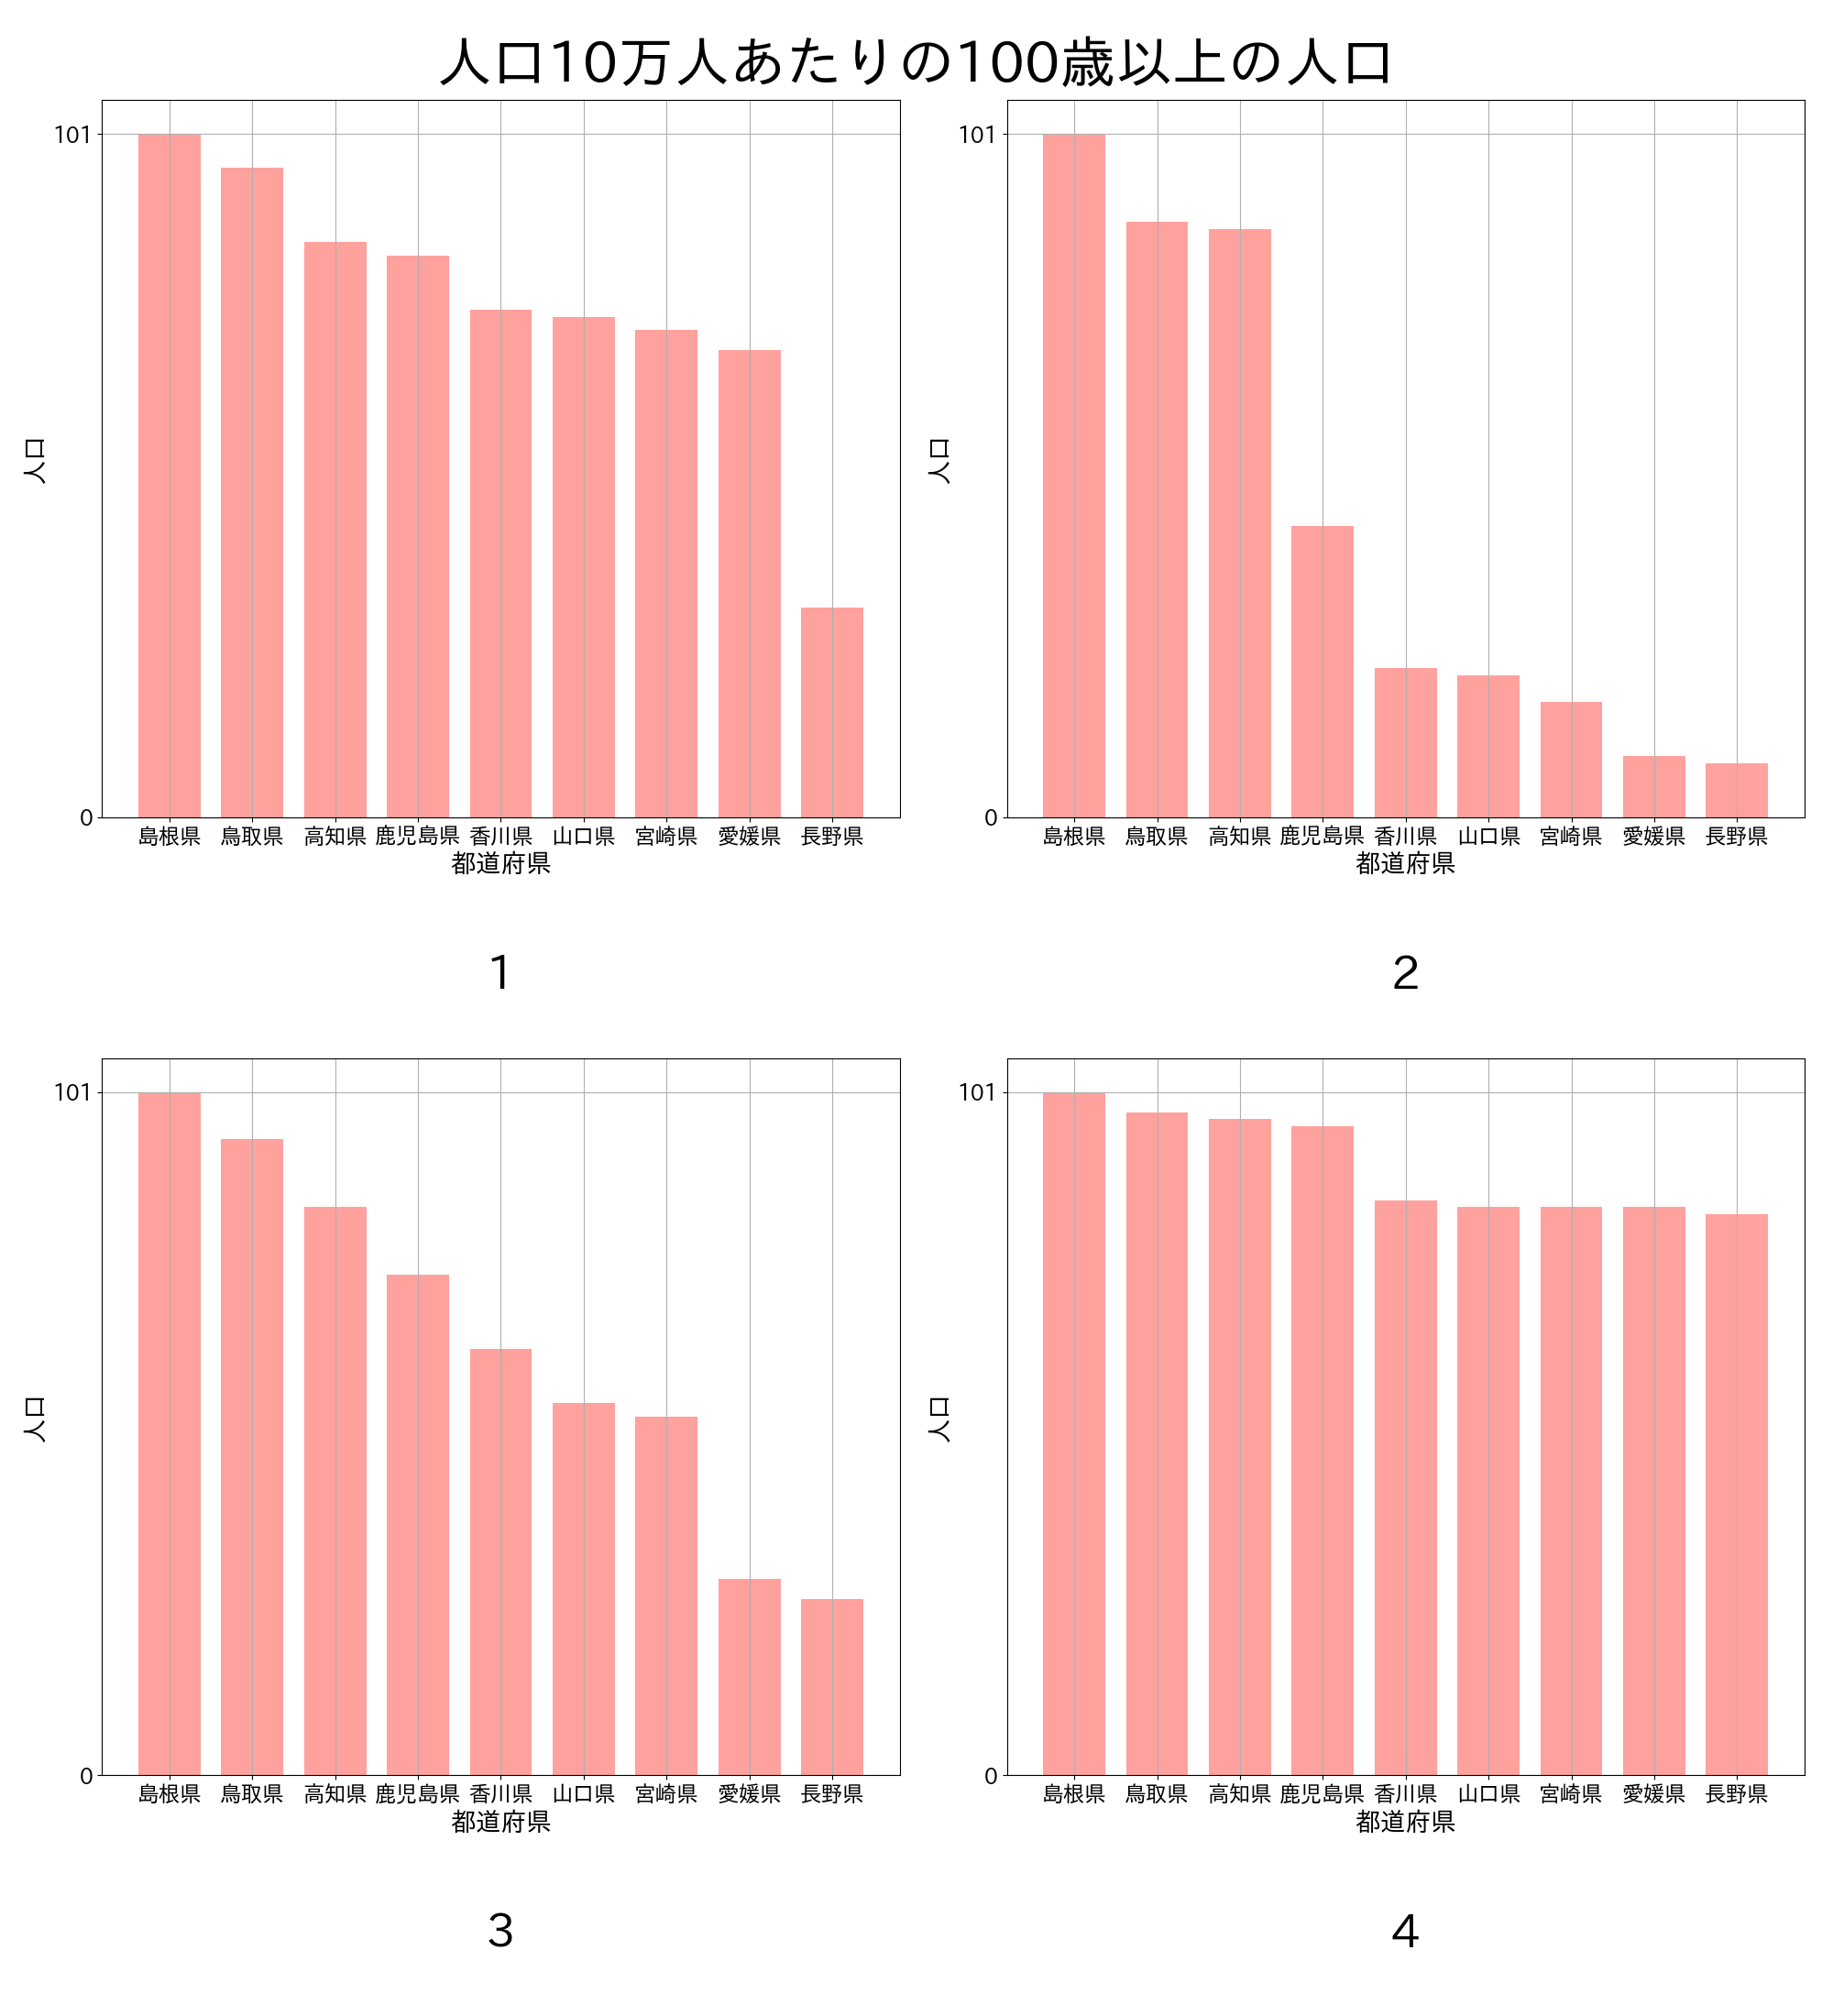 人口10万人あたりの100歳以上の人口
101
人口
0
島根県 鳥取県 高知県 鹿児島県 香川県 山口県 宮崎県 愛媛県 長野県
都道府県
1
101
人口
0
島根県 鳥取県 高知県 鹿児島県 香川県 山口県 宮崎県 愛媛県 長野県
都道府県
2
101
人口
0
島根県 鳥取県 高知県 鹿児島県 香川県 山口県 宮崎県 愛媛県 長野県
都道府県
3
101
人口
0
島根県 鳥取県 高知県 鹿児島県 香川県 山口県 宮崎県 愛媛県 長野県
都道府県
4